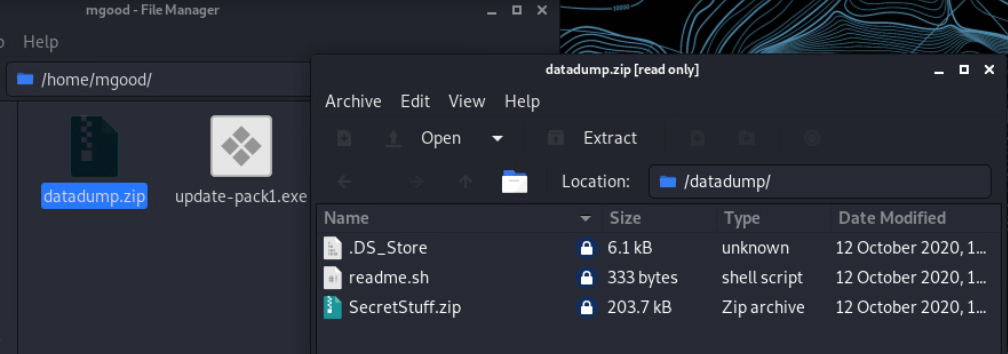 mgood - File Manager
Help
/home/mgood/
datadump.zip
update-pack1.exe
datadump.zip [read only]
Archive Edit View Help
Open Extract
Location: /datadump/
Name Size Type Date Modified
.DS_Store 6.1 kB unknown 12 October 2020, 1...
readme.sh 333 bytes shell script 12 October 2020, 1...
SecretStuff.zip 203.7 kB Zip archive 12 October 2020, 1...